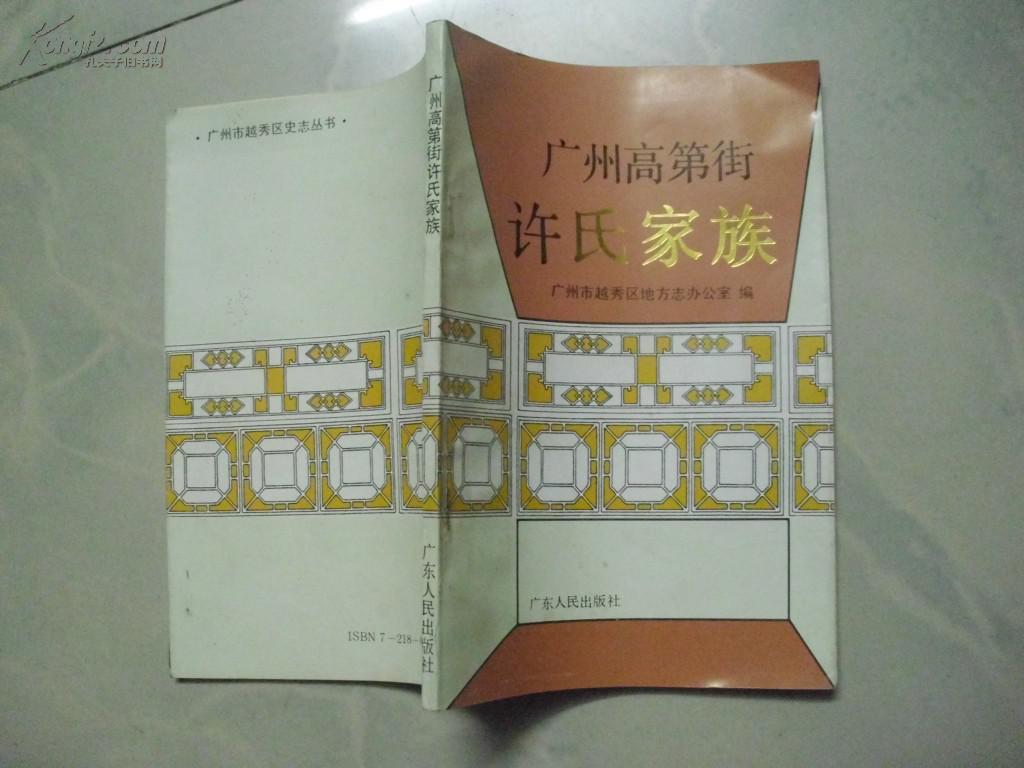 Kongfz.com
孔夫子旧书网
·广州市越秀区史志丛书·
ISBN 7-218-
广州高第街许氏家族
广东人民出版社
广州高第街
许氏家族
广州市越秀区地方志办公室 编
广东人民出版社